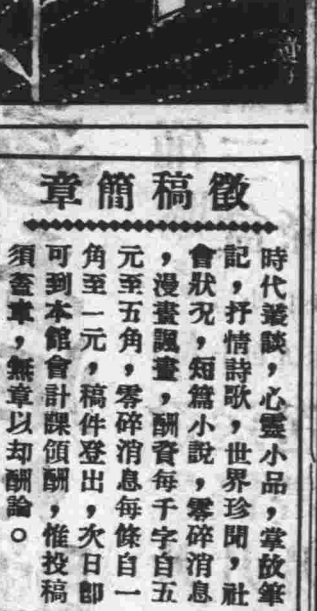 徵稿簡章
時代叢談，心靈小品，掌故筆
記，抒情詩歌，世界珍聞，社
會狀况，短篇小說，零碎消息
，漫畫諷畫，酬資每千字自五
元至五角，零碎消息每條自一
角至一元，稿件登出，次日即
可到本館會計課領酬，惟投稿
須蓋章，無章以却酬論。